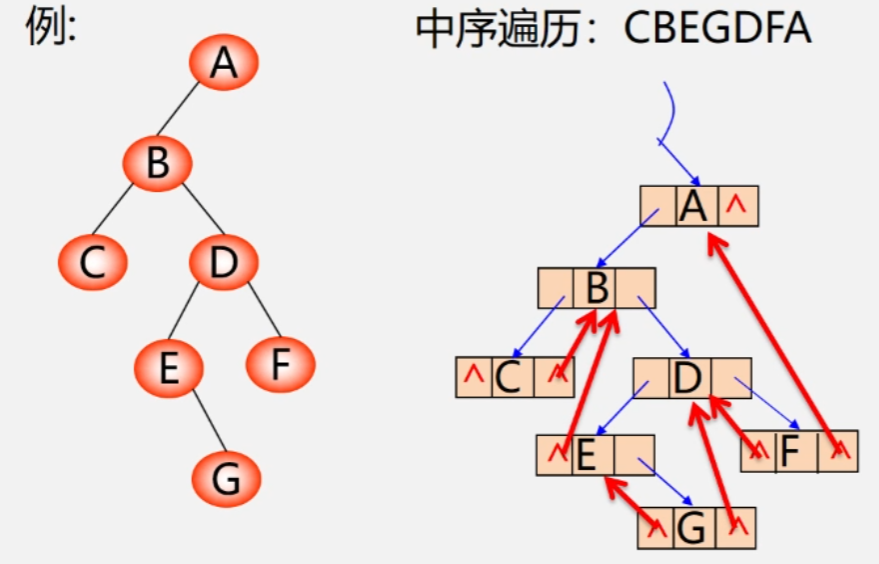 例:
中序遍历：CBEGDFA
A
B
C D
E F
G
A ^
B
^ C ^ D
^ E ^ F ^
^ G ^